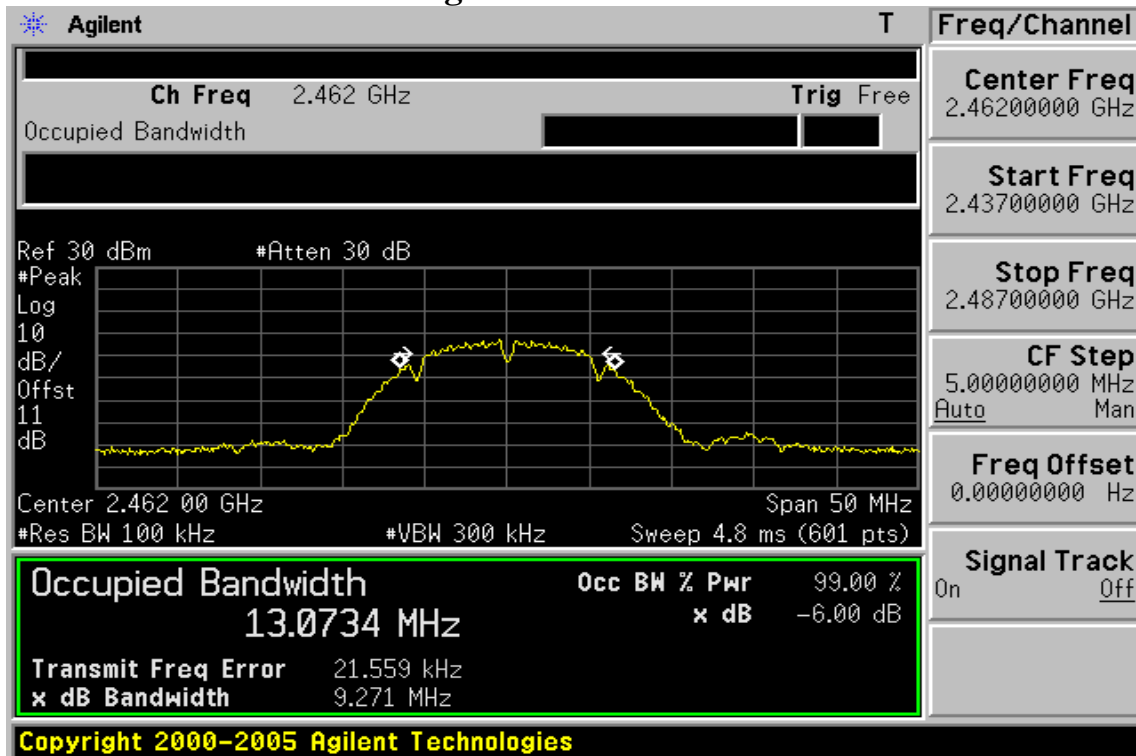 Agilent T Freq/Channel
Ch Freq 2.462 GHz Trig Free
Occupied Bandwidth
Center Freq
2.46200000 GHz
Start Freq
2.43700000 GHz
Stop Freq
2.48700000 GHz
CF Step
5.00000000 MHz
Auto Man
Freq Offset
0.00000000 Hz
Signal Track
On Off
Ref 30 dBm #Atten 30 dB
#Peak
Log
10
dB/
Offst
11
dB
Center 2.462 00 GHz Span 50 MHz
#Res BW 100 kHz #VBW 300 kHz Sweep 4.8 ms (601 pts)
Occupied Bandwidth Occ BW % Pwr 99.00 %
13.0734 MHz x dB -6.00 dB
Transmit Freq Error 21.559 kHz
x dB Bandwidth 9.271 MHz
Copyright 2000-2005 Agilent Technologies